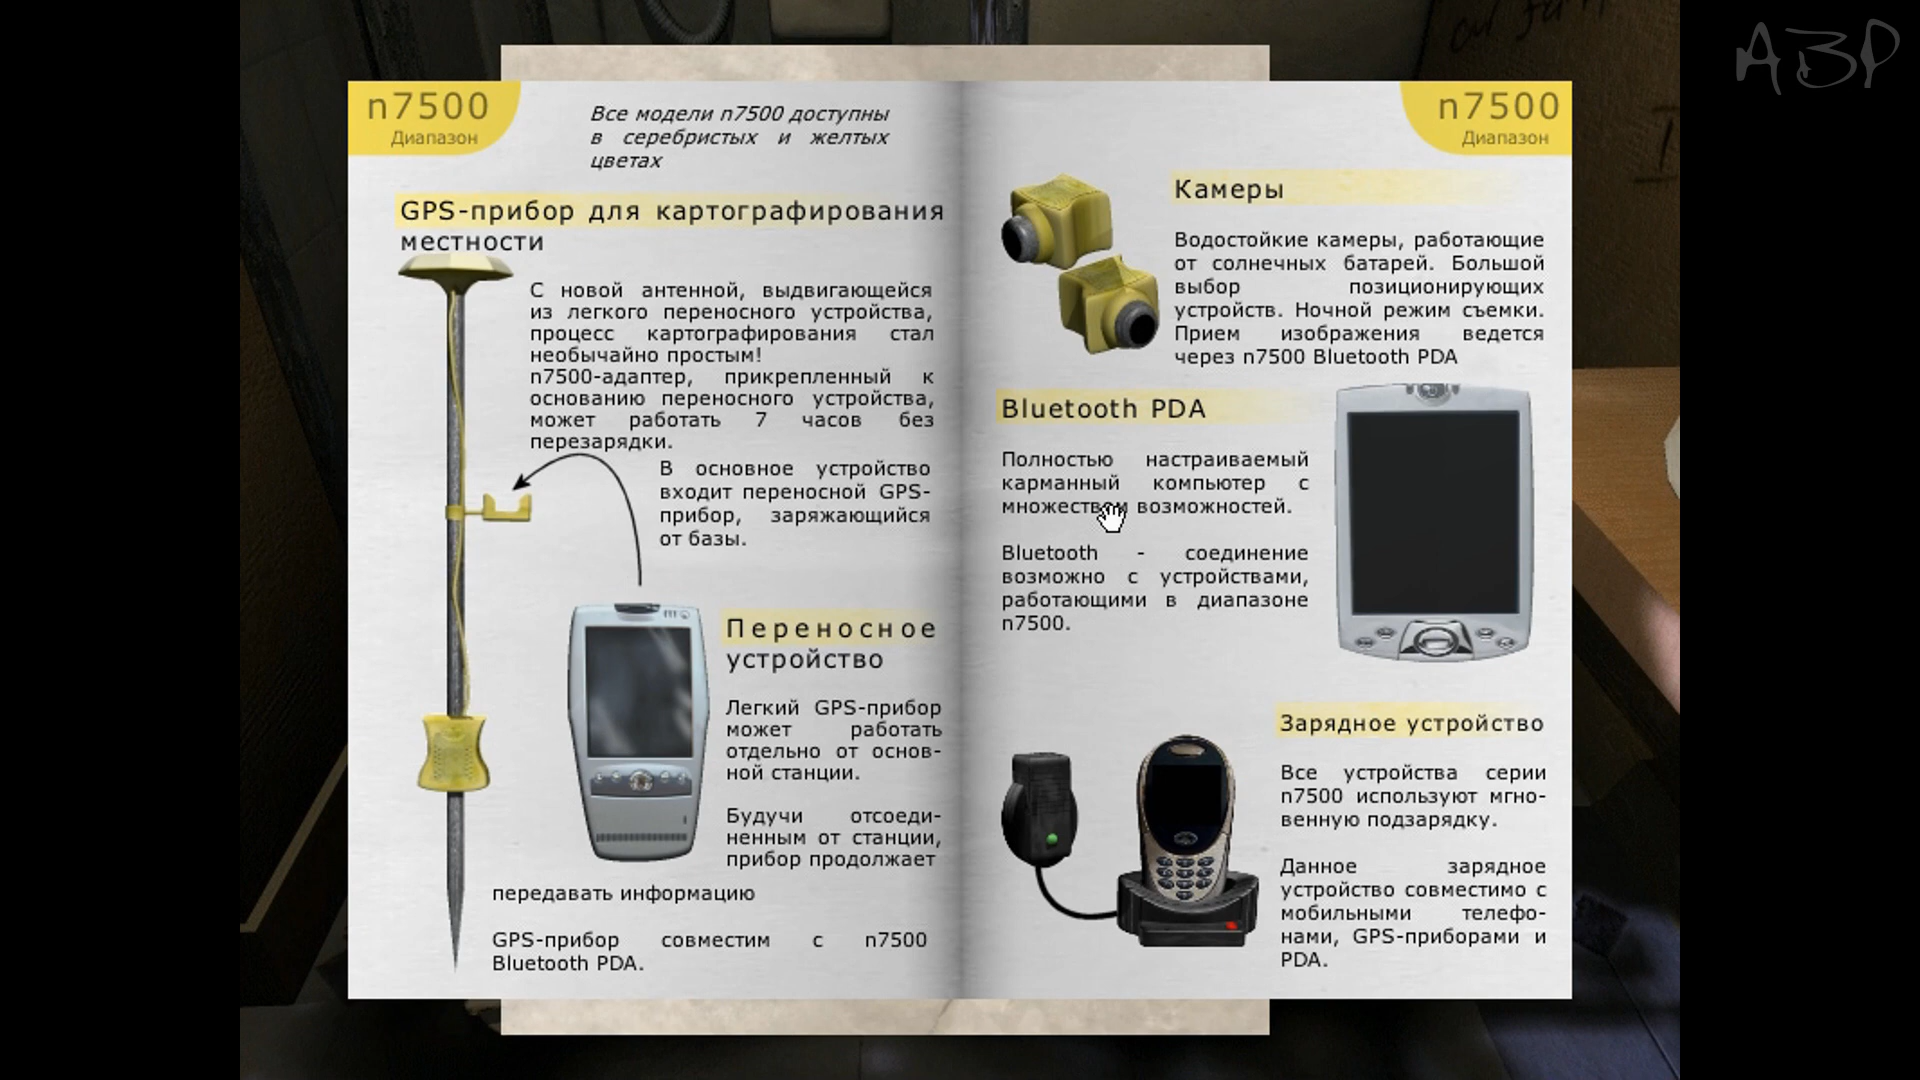 n7500
Диапазон
Все модели n7500 доступны
в серебристых и желтых
цветах
GPS-прибор для картографирования
местности
С новой антенной, выдвигающейся
из легкого переносного устройства,
процесс картографирования стал
необычайно простым!
n7500-адаптер, прикрепленный к
основанию переносного устройства,
может работать 7 часов без
перезарядки.
В основное устройство
входит переносной GPS-
прибор, заряжающийся
от базы.
Переносное
устройство
Легкий GPS-прибор
может работать
отдельно от основ-
ной станции.
Будучи отсоеди-
ненным от станции,
прибор продолжает
передавать информацию
GPS-прибор совместим с n7500
Bluetooth PDA.
n7500
Диапазон
Камеры
Водостойкие камеры, работающие
от солнечных батарей. Большой
выбор позиционирующих
устройств. Ночной режим съемки.
Прием изображения ведется
через n7500 Bluetooth PDA
Bluetooth PDA
Полностью настраиваемый
карманный компьютер с
множеством возможностей.
Bluetooth - соединение
возможно с устройствами,
работающими в диапазоне
n7500.
Зарядное устройство
Все устройства серии
n7500 используют мгно-
венную подзарядку.
Данное зарядное
устройство совместимо с
мобильными телефо-
нами, GPS-приборами и
PDA.
ABP